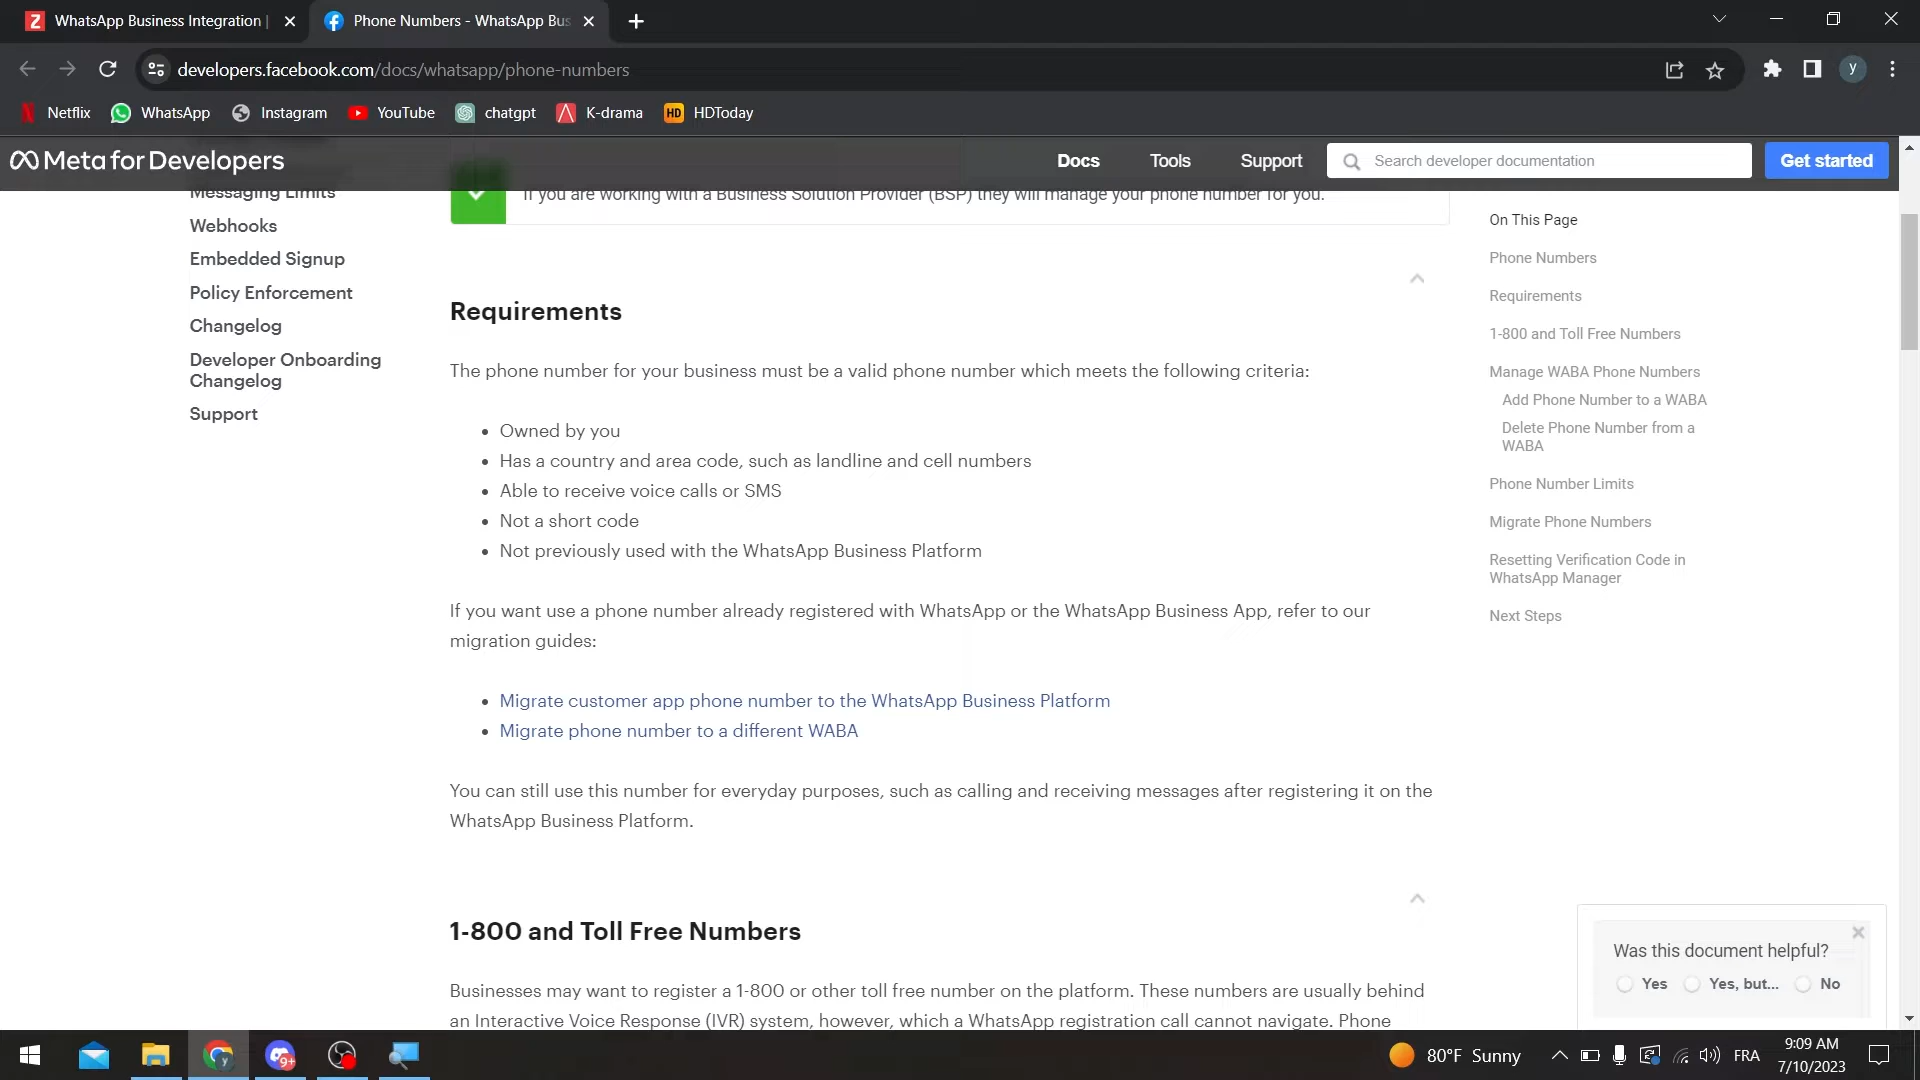 WhatsApp Business Integration |
Phone Numbers - WhatsApp Bus
developers.facebook.com/docs/whatsapp/phone-numbers
y
Netflix
WhatsApp
Instagram
YouTube
chatgpt
K-drama
HD
HDToday
Meta for Developers
Docs
Tools
Support
Search developer documentation
Get started
Messaging Limits
Webhooks
Embedded Signup
Policy Enforcement
Changelog
Developer Onboarding
Changelog
Support
If you are working with a Business Solution Provider (BSP) they will manage your phone number for you.
Requirements
The phone number for your business must be a valid phone number which meets the following criteria:
• Owned by you
• Has a country and area code, such as landline and cell numbers
• Able to receive voice calls or SMS
• Not a short code
• Not previously used with the WhatsApp Business Platform
If you want use a phone number already registered with WhatsApp or the WhatsApp Business App, refer to our
migration guides:
• Migrate customer app phone number to the WhatsApp Business Platform
• Migrate phone number to a different WABA
You can still use this number for everyday purposes, such as calling and receiving messages after registering it on the
WhatsApp Business Platform.
1-800 and Toll Free Numbers
Businesses may want to register a 1-800 or other toll free number on the platform. These numbers are usually behind
an Interactive Voice Response (IVR) system, however, which a WhatsApp registration call cannot navigate. Phone
On This Page
Phone Numbers
Requirements
1-800 and Toll Free Numbers
Manage WABA Phone Numbers
Add Phone Number to a WABA
Delete Phone Number from a
WABA
Phone Number Limits
Migrate Phone Numbers
Resetting Verification Code in
WhatsApp Manager
Next Steps
Was this document helpful?
Yes
Yes, but...
No
9+
80°F Sunny
FRA
9:09 AM
7/10/2023